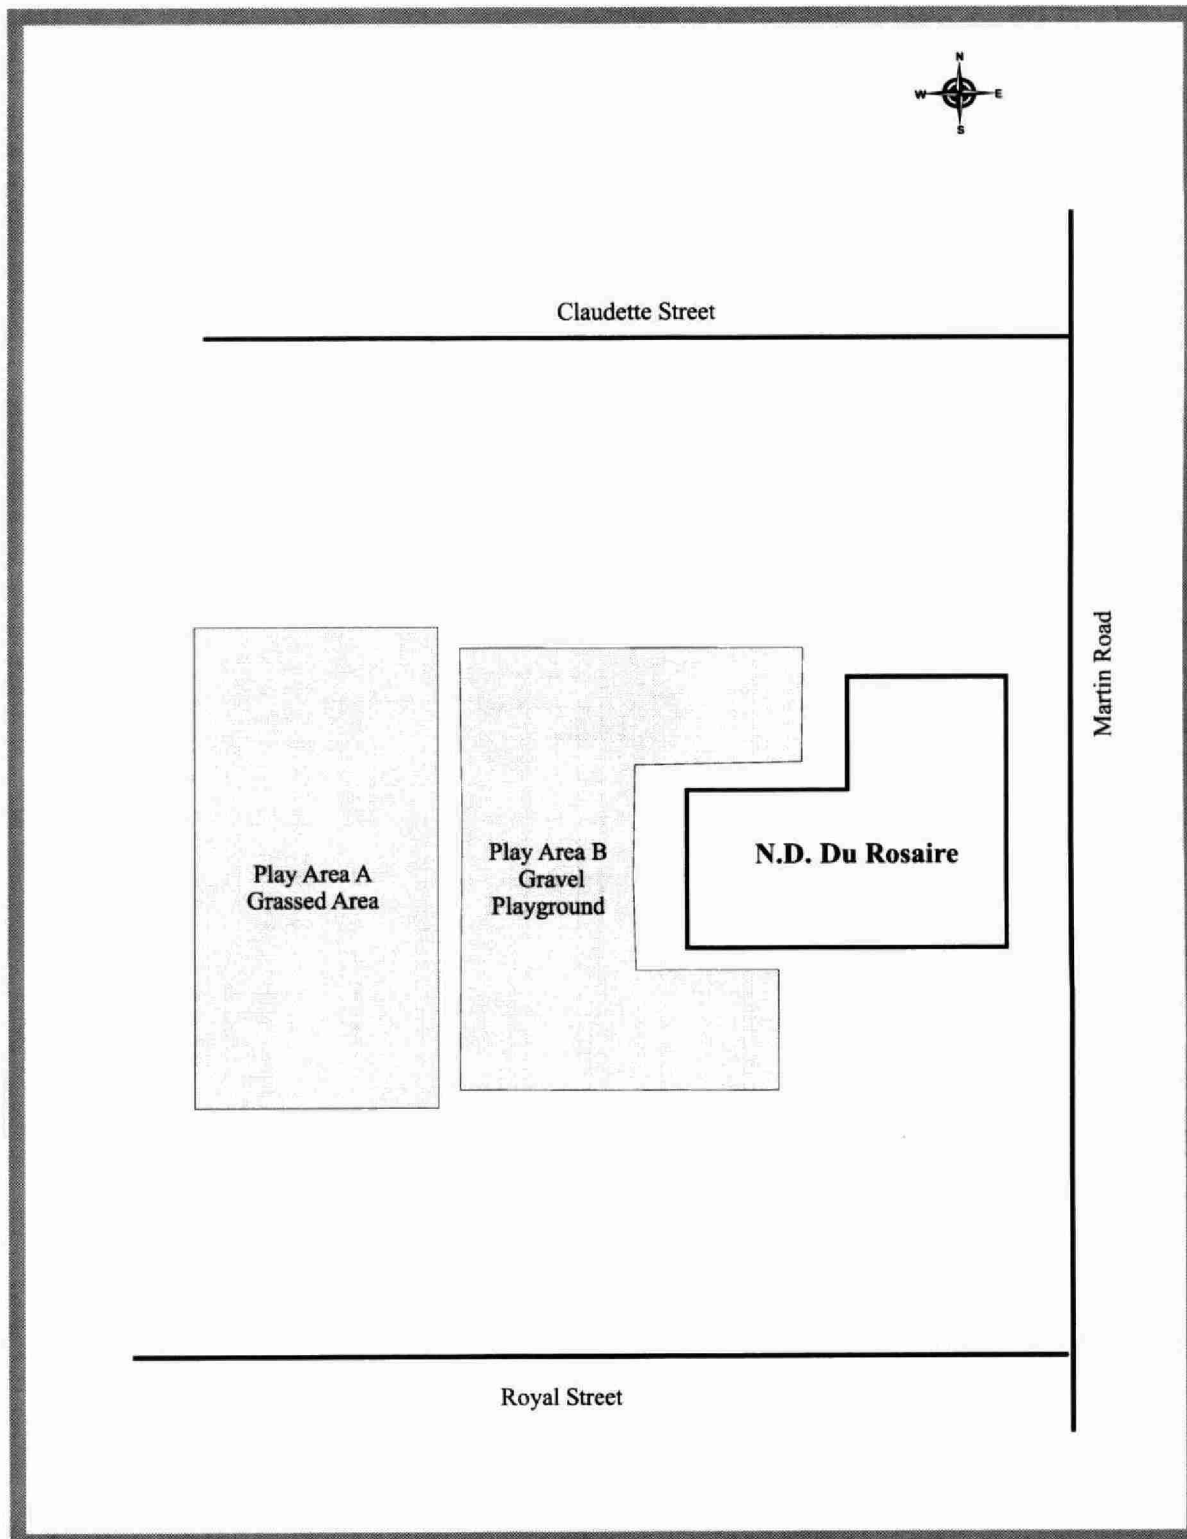 N
W E
S
Claudette Street
Martin Road
Play Area A
Grassed Area
Play Area B
Gravel
Playground
N.D. Du Rosaire
Royal Street